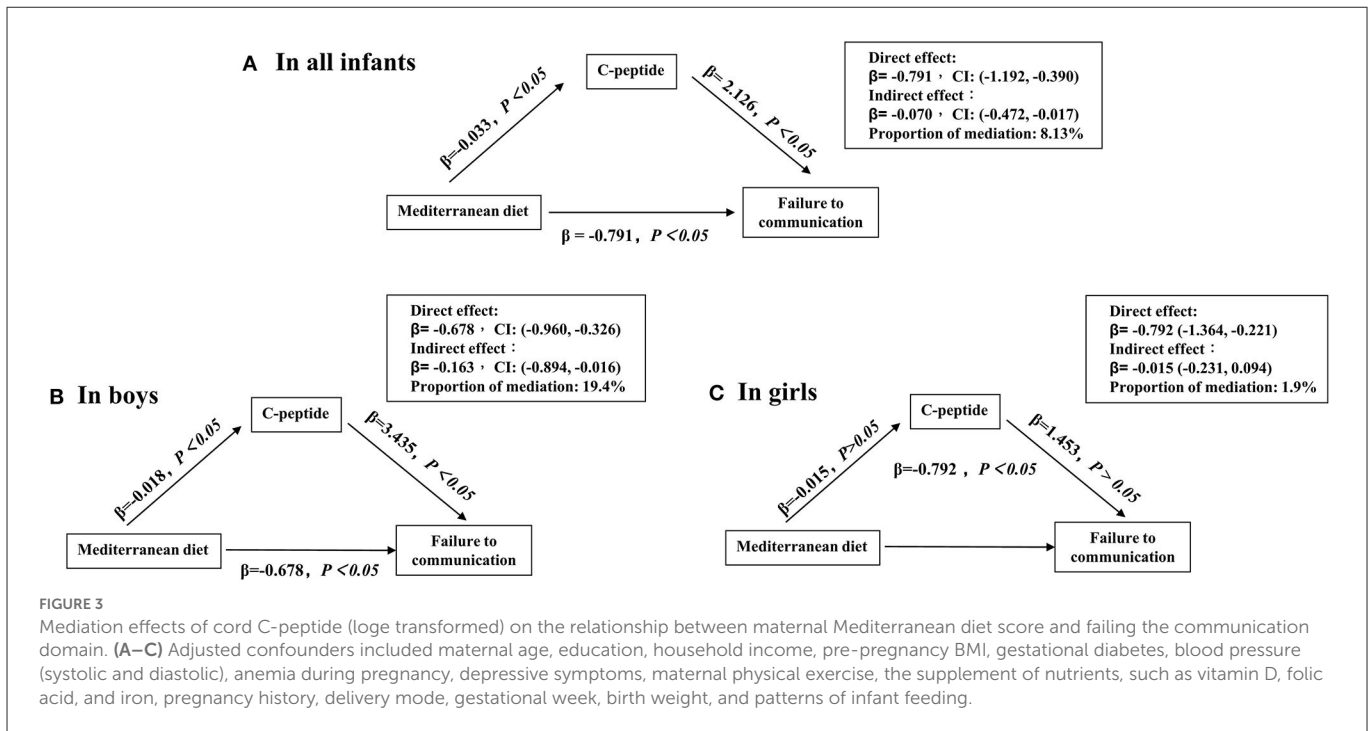 A In all infants
C-peptide
β=-0.033, P<0.05
β= 2.126, P<0.05
Mediterranean diet
Failure to
communication
β = -0.791, P<0.05
Direct effect:
β= -0.791, CI: (-1.192, -0.390)
Indirect effect:
β= -0.070, CI: (-0.472, -0.017)
Proportion of mediation: 8.13%
B In boys
C-peptide
β=-0.018, P<0.05
β=3.435, P<0.05
Mediterranean diet
Failure to
communication
β=-0.678, P<0.05
Direct effect:
β= -0.678, CI: (-0.960, -0.326)
Indirect effect:
β= -0.163, CI: (-0.894, -0.016)
Proportion of mediation: 19.4%
C In girls
C-peptide
β=-0.015, P>0.05
β=1.453, P> 0.05
β=-0.792, P<0.05
Mediterranean diet
Failure to
communication
Direct effect:
β= -0.792 (-1.364, -0.221)
Indirect effect:
β= -0.015 (-0.231, 0.094)
Proportion of mediation: 1.9%
FIGURE 3
Mediation effects of cord C-peptide (loge transformed) on the relationship between maternal Mediterranean diet score and failing the communication
domain. (A–C) Adjusted confounders included maternal age, education, household income, pre-pregnancy BMI, gestational diabetes, blood pressure
(systolic and diastolic), anemia during pregnancy, depressive symptoms, maternal physical exercise, the supplement of nutrients, such as vitamin D, folic
acid, and iron, pregnancy history, delivery mode, gestational week, birth weight, and patterns of infant feeding.